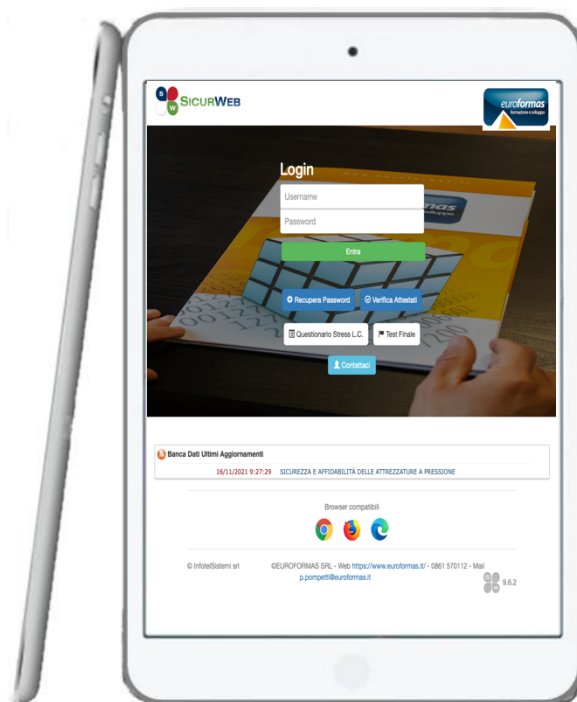 SICURWEB
S
W
euroformas
formazione e sviluppo
Login
Username
Password
Entra
Recupera Password
Verifica Attestati
Questionario Stress L.C.
Test Finale
Contattaci
Banca Dati Ultimi Aggiornamenti
16/11/2021 9:27:29 SICUREZZA E AFFIDABILITÀ DELLE ATTREZZATURE A PRESSIONE
Browser compatibili
© InfotelSistemi srl
©EUROFORMAS SRL - Web https://www.euroformas.it/ - 0861 570112 - Mail
p.pompetti@euroformas.it
9.6.2